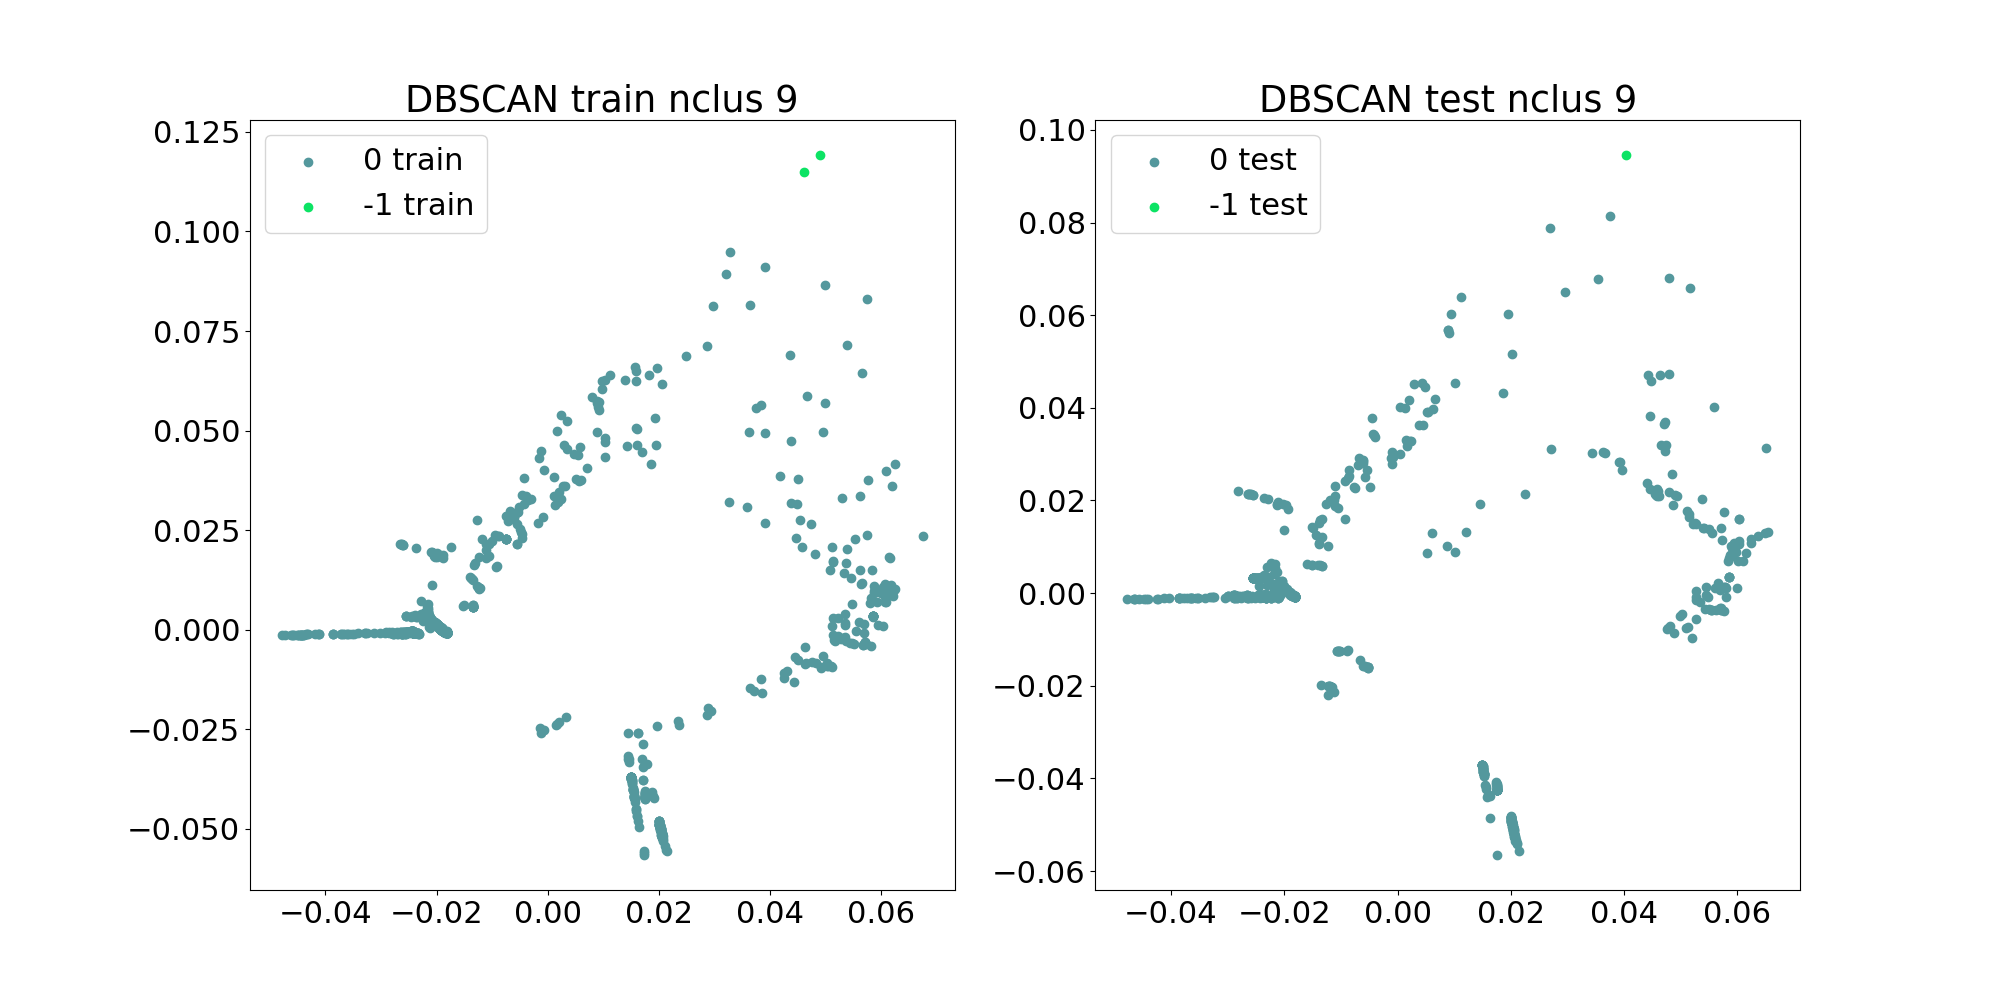 DBSCAN train nclus 9
0.125
0.100
0.075
0.050
0.025
0.000
−0.025
−0.050
0 train
-1 train
−0.04 −0.02 0.00 0.02 0.04 0.06
DBSCAN test nclus 9
0.10
0.08
0.06
0.04
0.02
0.00
−0.02
−0.04
−0.06
0 test
-1 test
−0.04 −0.02 0.00 0.02 0.04 0.06